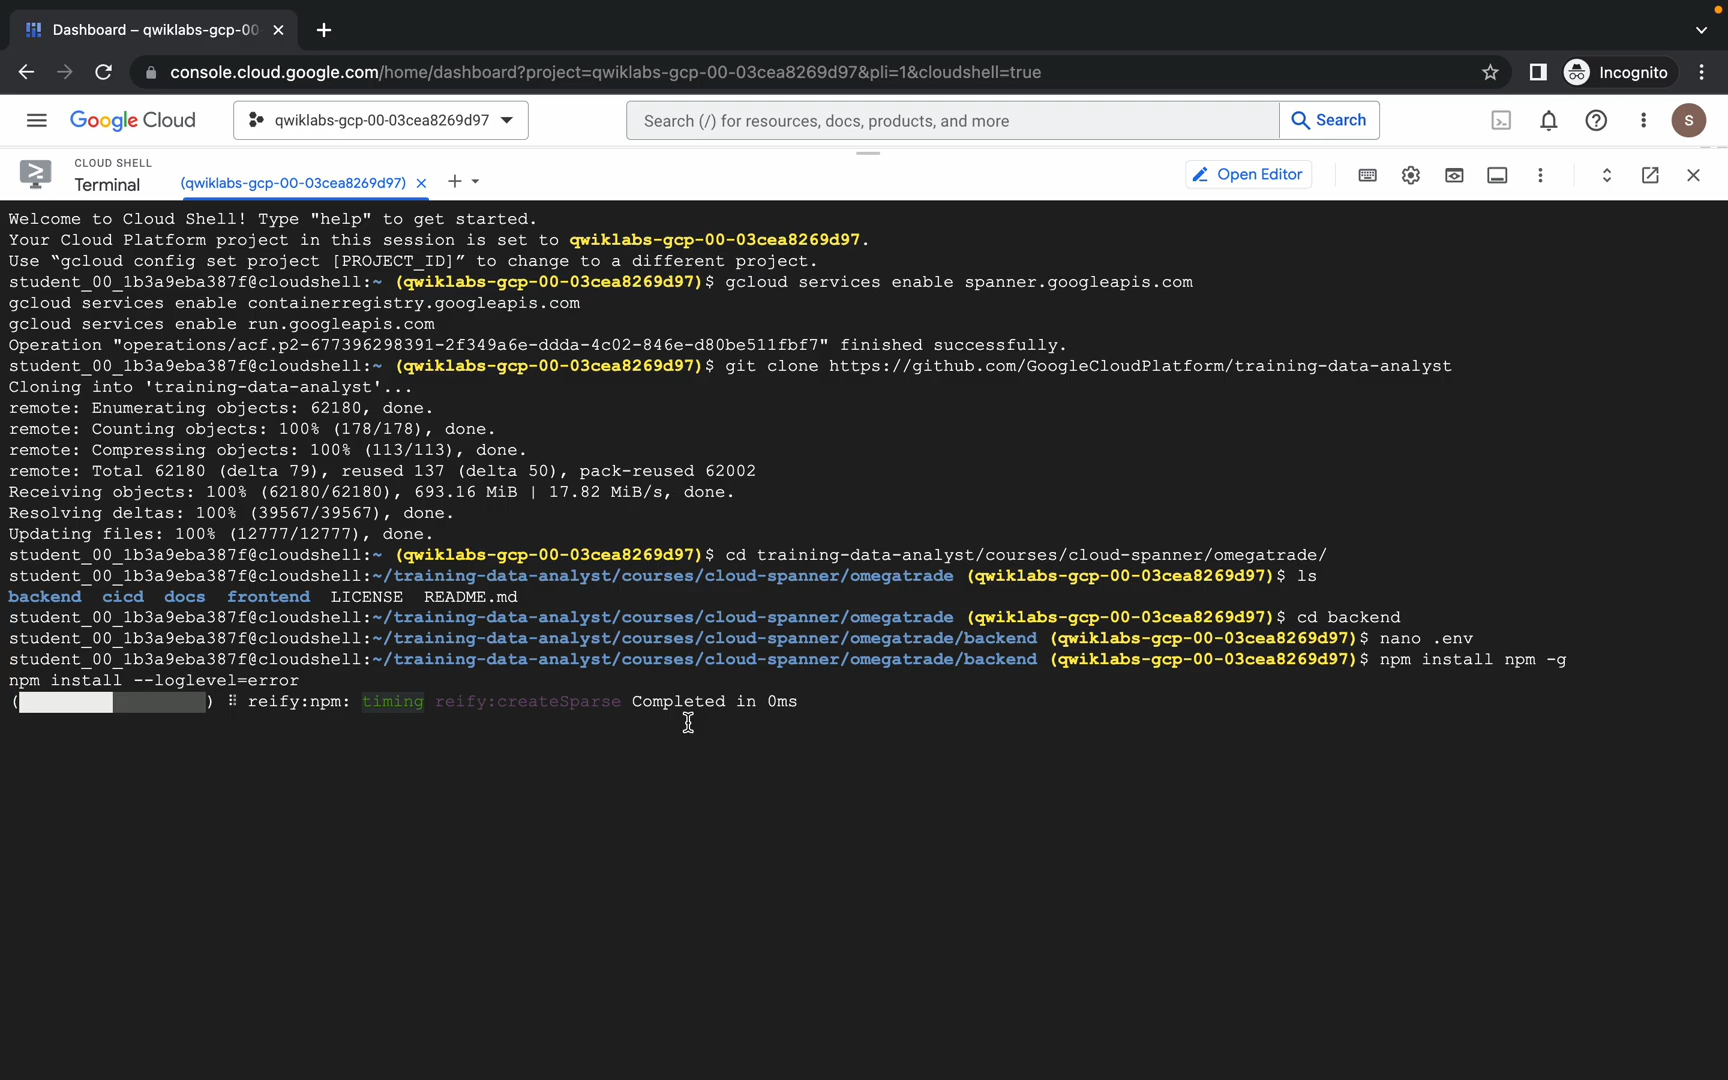 Dashboard – qwiklabs-gcp-00
console.cloud.google.com/home/dashboard?project=qwiklabs-gcp-00-03cea8269d97&pli=1&cloudshell=true
Incognito
Google Cloud
qwiklabs-gcp-00-03cea8269d97
Search (/) for resources, docs, products, and more
Search
S
CLOUD SHELL
Terminal
(qwiklabs-gcp-00-03cea8269d97)
Open Editor
Welcome to Cloud Shell! Type "help" to get started.
Your Cloud Platform project in this session is set to qwiklabs-gcp-00-03cea8269d97.
Use “gcloud config set project [PROJECT_ID]” to change to a different project.
student_00_1b3a9eba387f@cloudshell:~ (qwiklabs-gcp-00-03cea8269d97)$ gcloud services enable spanner.googleapis.com
gcloud services enable containerregistry.googleapis.com
gcloud services enable run.googleapis.com
Operation "operations/acf.p2-677396298391-2f349a6e-ddda-4c02-846e-d80be511fbf7" finished successfully.
student_00_1b3a9eba387f@cloudshell:~ (qwiklabs-gcp-00-03cea8269d97)$ git clone https://github.com/GoogleCloudPlatform/training-data-analyst
Cloning into 'training-data-analyst'...
remote: Enumerating objects: 62180, done.
remote: Counting objects: 100% (178/178), done.
remote: Compressing objects: 100% (113/113), done.
remote: Total 62180 (delta 79), reused 137 (delta 50), pack-reused 62002
Receiving objects: 100% (62180/62180), 693.16 MiB | 17.82 MiB/s, done.
Resolving deltas: 100% (39567/39567), done.
Updating files: 100% (12777/12777), done.
student_00_1b3a9eba387f@cloudshell:~ (qwiklabs-gcp-00-03cea8269d97)$ cd training-data-analyst/courses/cloud-spanner/omegatrade/
student_00_1b3a9eba387f@cloudshell:~/training-data-analyst/courses/cloud-spanner/omegatrade (qwiklabs-gcp-00-03cea8269d97)$ ls
backend cicd docs frontend LICENSE README.md
student_00_1b3a9eba387f@cloudshell:~/training-data-analyst/courses/cloud-spanner/omegatrade (qwiklabs-gcp-00-03cea8269d97)$ cd backend
student_00_1b3a9eba387f@cloudshell:~/training-data-analyst/courses/cloud-spanner/omegatrade/backend (qwiklabs-gcp-00-03cea8269d97)$ nano .env
student_00_1b3a9eba387f@cloudshell:~/training-data-analyst/courses/cloud-spanner/omegatrade/backend (qwiklabs-gcp-00-03cea8269d97)$ npm install npm -g
npm install --loglevel=error
( ) ⠿ reify:npm: timing reify:createSparse Completed in 0ms